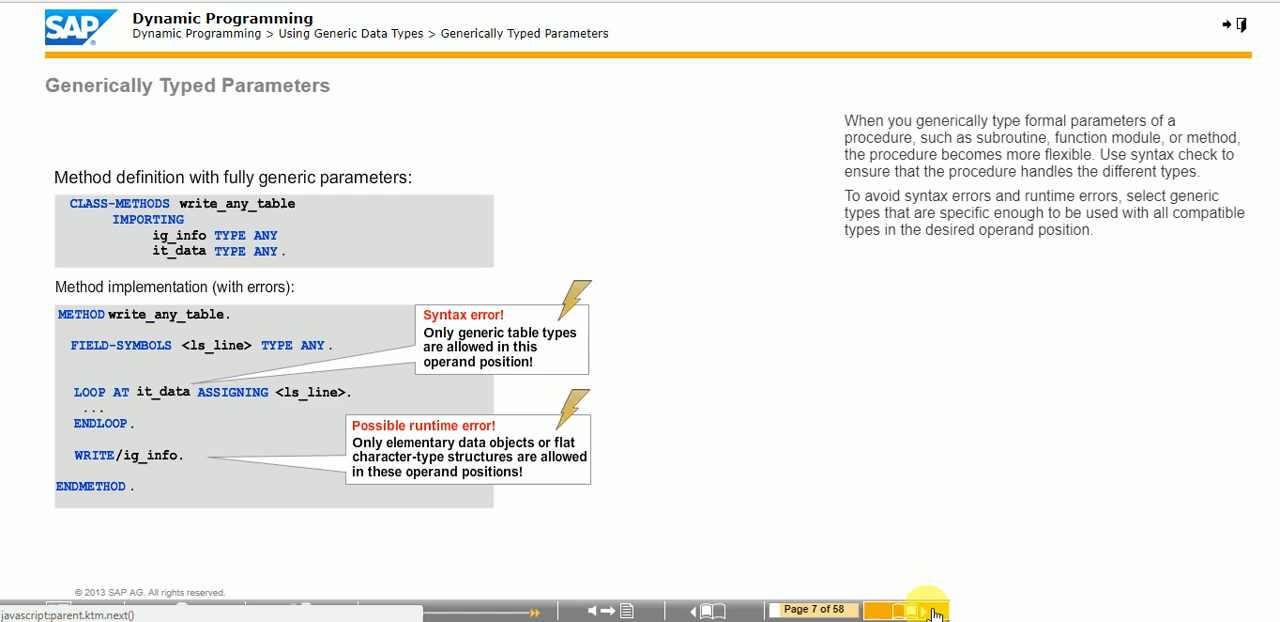 SAP
®
Dynamic Programming
Dynamic Programming > Using Generic Data Types > Generically Typed Parameters
Generically Typed Parameters
When you generically type formal parameters of a
procedure, such as subroutine, function module, or method,
the procedure becomes more flexible. Use syntax check to
ensure that the procedure handles the different types.
To avoid syntax errors and runtime errors, select generic
types that are specific enough to be used with all compatible
types in the desired operand position.
Method definition with fully generic parameters:
CLASS-METHODS write_any_table
IMPORTING
ig_info TYPE ANY
it_data TYPE ANY .
Method implementation (with errors):
METHOD write_any_table.
FIELD-SYMBOLS <ls_line> TYPE ANY .
LOOP AT it_data ASSIGNING <ls_line>.
...
ENDLOOP .
WRITE/ig_info.
ENDMETHOD .
Syntax error!
Only generic table types
are allowed in this
operand position!
Possible runtime error!
Only elementary data objects or flat
character-type structures are allowed
in these operand positions!
© 2013 SAP AG. All rights reserved.
javascript:parent.ktm.next()
Page 7 of 58